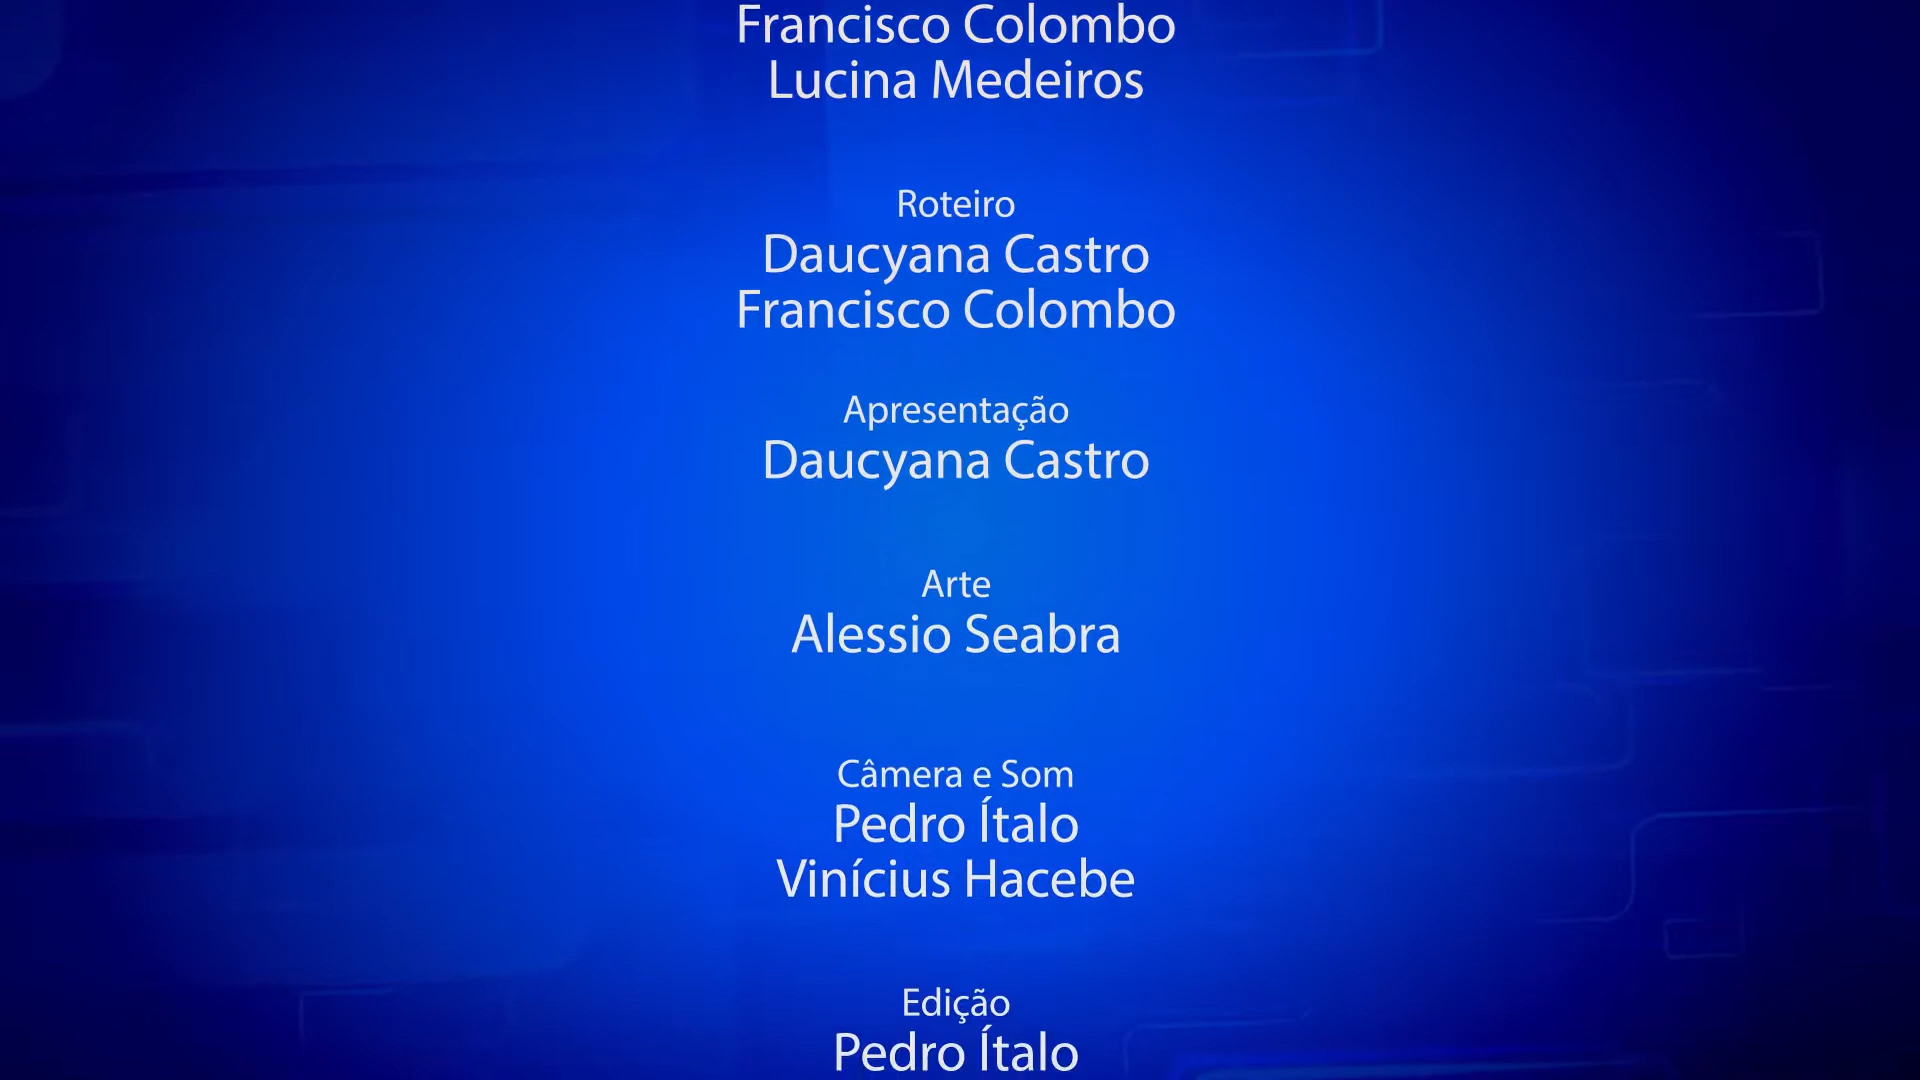 Francisco Colombo
Lucina Medeiros
Roteiro
Daucyana Castro
Francisco Colombo
Apresentação
Daucyana Castro
Arte
Alessio Seabra
Câmera e Som
Pedro Ítalo
Vinícius Hacebe
Edição
Pedro Ítalo